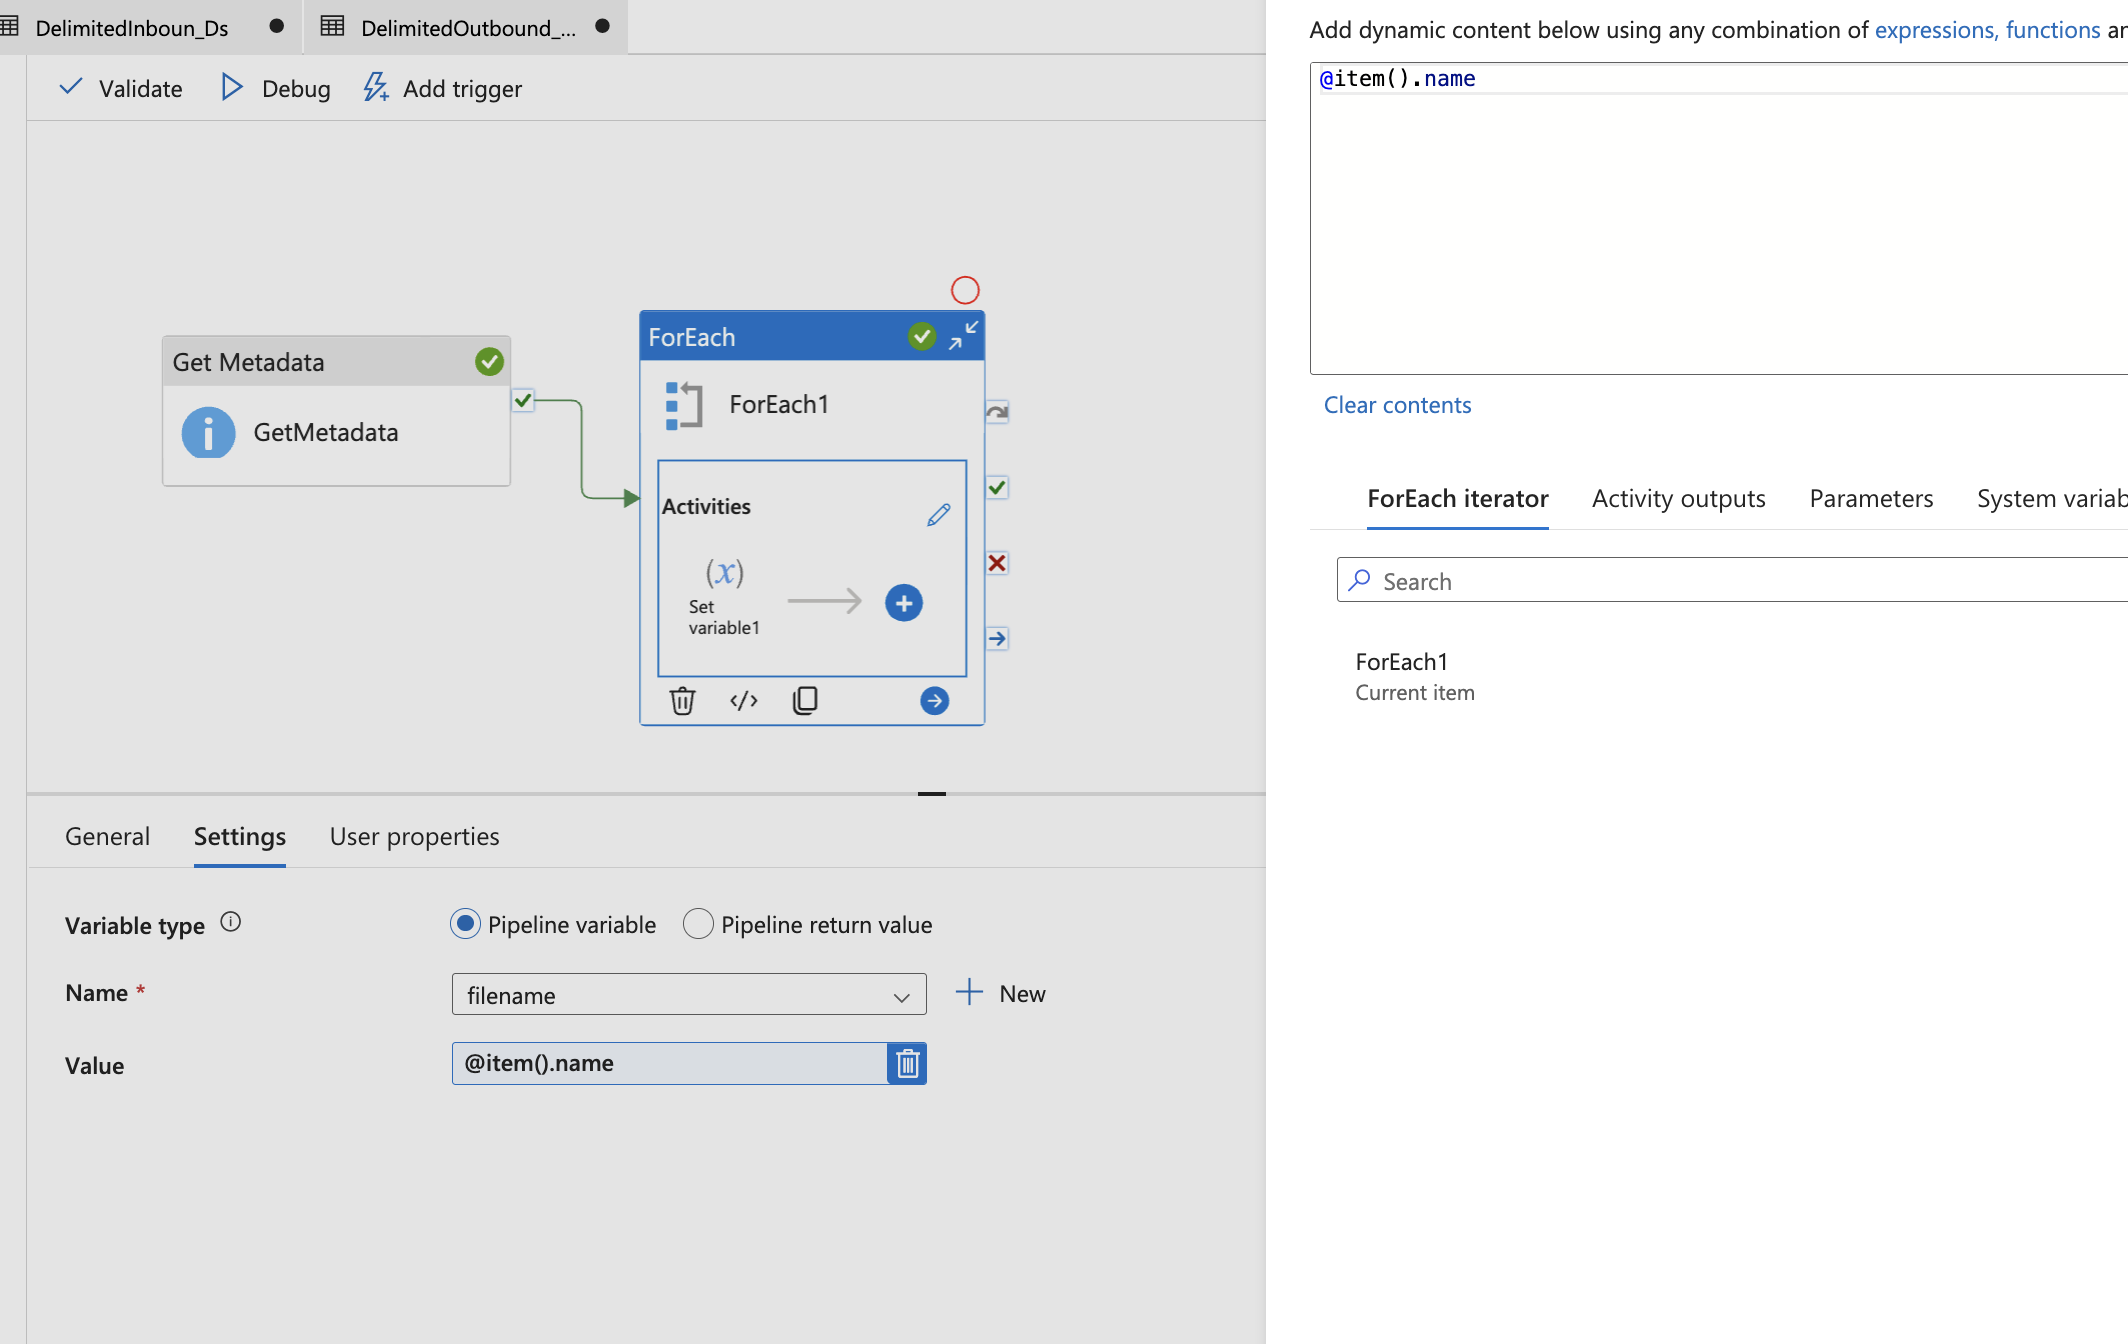 DelimitedInboun_Ds
DelimitedOutbound_...
Validate
Debug
Add trigger
Get Metadata
GetMetadata
ForEach
ForEach1
Activities
(x)
Set
variable1
</>
General
Settings
User properties
Variable type
Pipeline variable
Pipeline return value
Name *
filename
New
Value
@item().name
Add dynamic content below using any combination of expressions, functions an
@item().name
Clear contents
ForEach iterator
Activity outputs
Parameters
System variab
Search
ForEach1
Current item